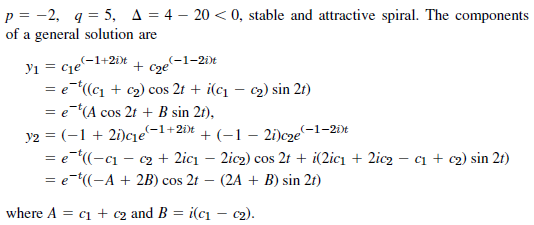 p = −2, q = 5, Δ = 4 − 20 < 0, stable and attractive spiral. The components
of a general solution are
y₁ = c₁e^(−1+2i)t + c₂e^(−1−2i)t
= e^−t((c₁ + c₂) cos 2t + i(c₁ − c₂) sin 2t)
= e^−t(A cos 2t + B sin 2t),
y₂ = (−1 + 2i)c₁e^(−1+2i)t + (−1 − 2i)c₂e^(−1−2i)t
= e^−t((−c₁ − c₂ + 2ic₁ − 2ic₂) cos 2t + i(2ic₁ + 2ic₂ − c₁ + c₂) sin 2t)
= e^−t((−A + 2B) cos 2t − (2A + B) sin 2t)
where A = c₁ + c₂ and B = i(c₁ − c₂).